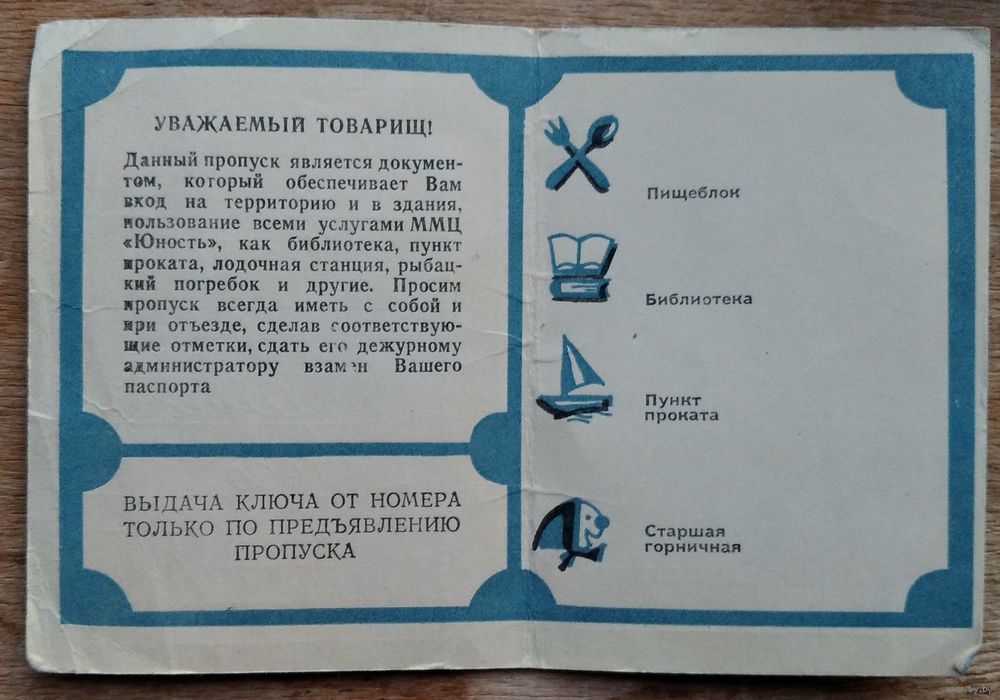 УВАЖАЕМЫЙ ТОВАРИЩ!
Данный пропуск является докумен-
том, который обеспечивает Вам
вход на территорию и в здания,
пользование всеми услугами ММЦ
«Юность», как библиотека, пункт
проката, лодочная станция, рыбац-
кий погребок и другие. Просим
пропуск всегда иметь с собой и
при отъезде, сделав соответствую-
щие отметки, сдать его дежурному
администратору взамен Вашего
паспорта
ВЫДАЧА КЛЮЧА ОТ НОМЕРА
ТОЛЬКО ПО ПРЕДЪЯВЛЕНИЮ
ПРОПУСКА
Пищеблок
Библиотека
Пункт
проката
Старшая
горничная
www.ay.by